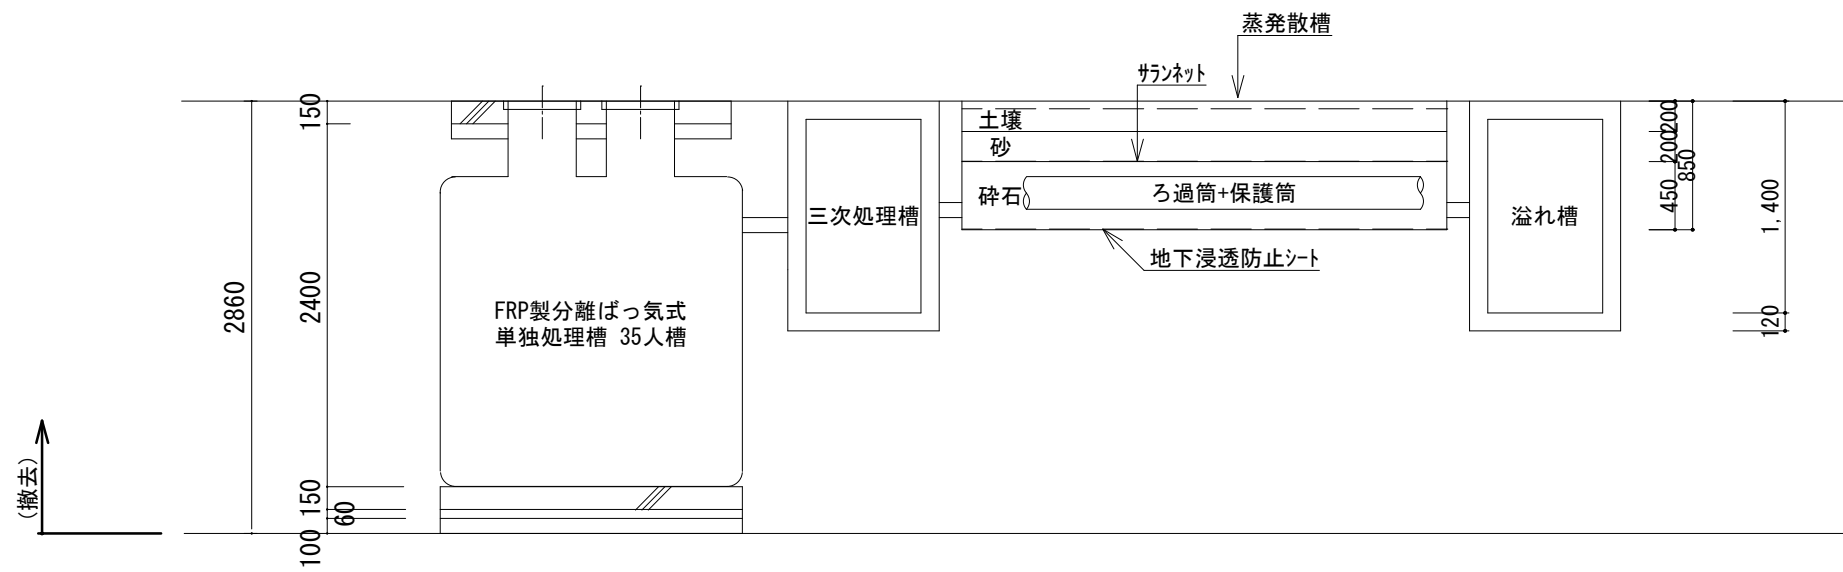 蒸発散槽
サランネット
土壌
砂
砕石
ろ過筒+保護筒
三次処理槽
溢れ槽
地下浸透防止シート
FRP製分離ばっ気式
単独処理槽 35人槽
(撤去)
2860
150
2400
150
60
100
200
200
450
850
1,400
120